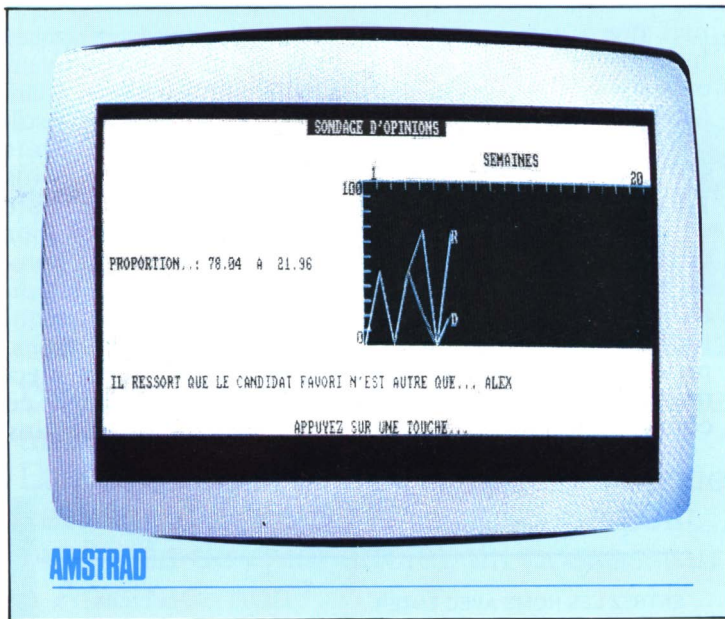 SONDAGE D'OPINIONS
SEMAINES
1 20
100
R
PROPORTION..: 78.04 A 21.96
D
0
IL RESSORT QUE LE CANDIDAT FAVORI N'EST AUTRE QUE... ALEX
APPUYEZ SUR UNE TOUCHE...
AMSTRAD